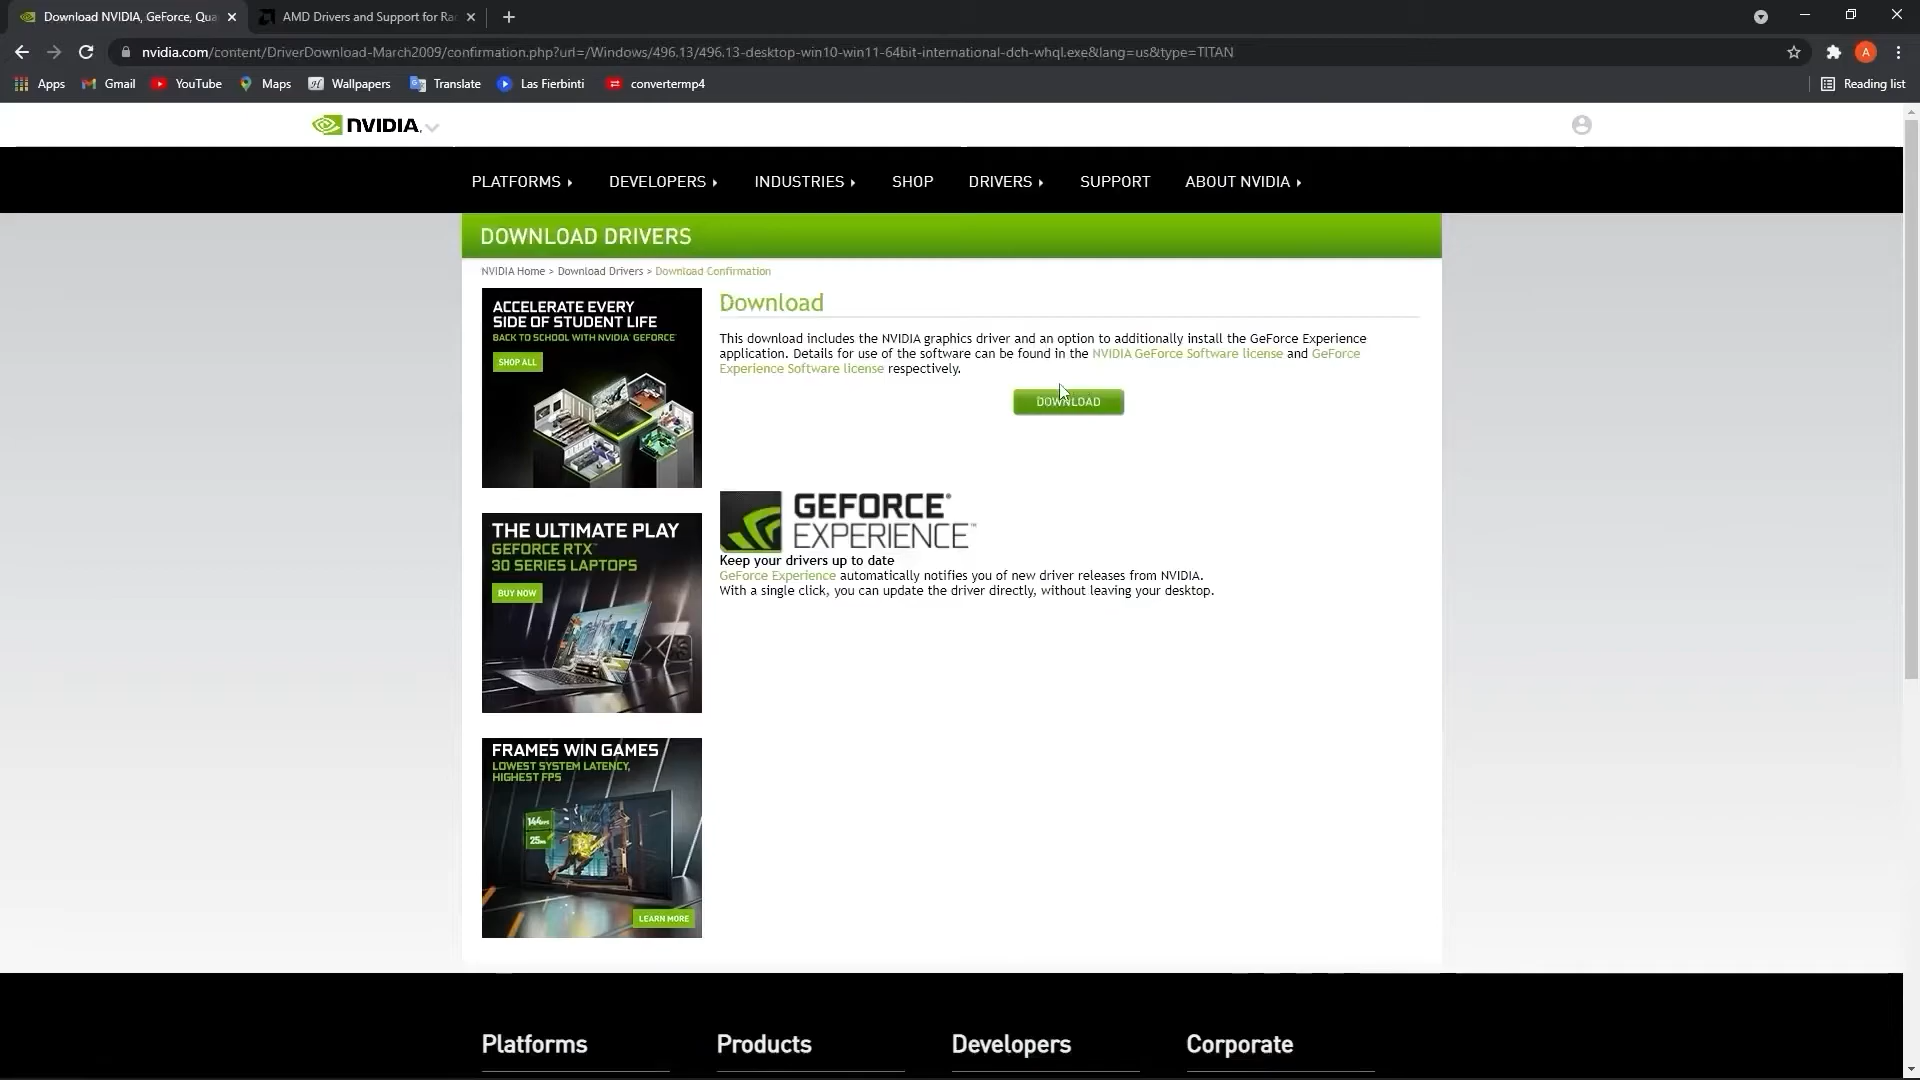 Download NVIDIA, GeForce, Qua
AMD Drivers and Support for Ra
nvidia.com/content/DriverDownload-March2009/confirmation.php?url=/Windows/496.13/496.13-desktop-win10-win11-64bit-international-dch-whql.exe&lang=us&type=TITAN
A
Apps Gmail YouTube Maps Wallpapers Translate Las Fierbinti convertermp4 Reading list
NVIDIA.
PLATFORMS DEVELOPERS INDUSTRIES SHOP DRIVERS SUPPORT ABOUT NVIDIA
DOWNLOAD DRIVERS
NVIDIA Home > Download Drivers > Download Confirmation
ACCELERATE EVERY
SIDE OF STUDENT LIFE
BACK TO SCHOOL WITH NVIDIA® GEFORCE®
SHOP ALL
Download
This download includes the NVIDIA graphics driver and an option to additionally install the GeForce Experience
application. Details for use of the software can be found in the NVIDIA GeForce Software license and GeForce
Experience Software license respectively.
DOWNLOAD
GEFORCE®
EXPERIENCE™
Keep your drivers up to date
GeForce Experience automatically notifies you of new driver releases from NVIDIA.
With a single click, you can update the driver directly, without leaving your desktop.
THE ULTIMATE PLAY
GEFORCE RTX™
30 SERIES LAPTOPS
BUY NOW
FRAMES WIN GAMES
LOWEST SYSTEM LATENCY,
HIGHEST FPS
144FPS
25ms
LEARN MORE
Platforms Products Developers Corporate